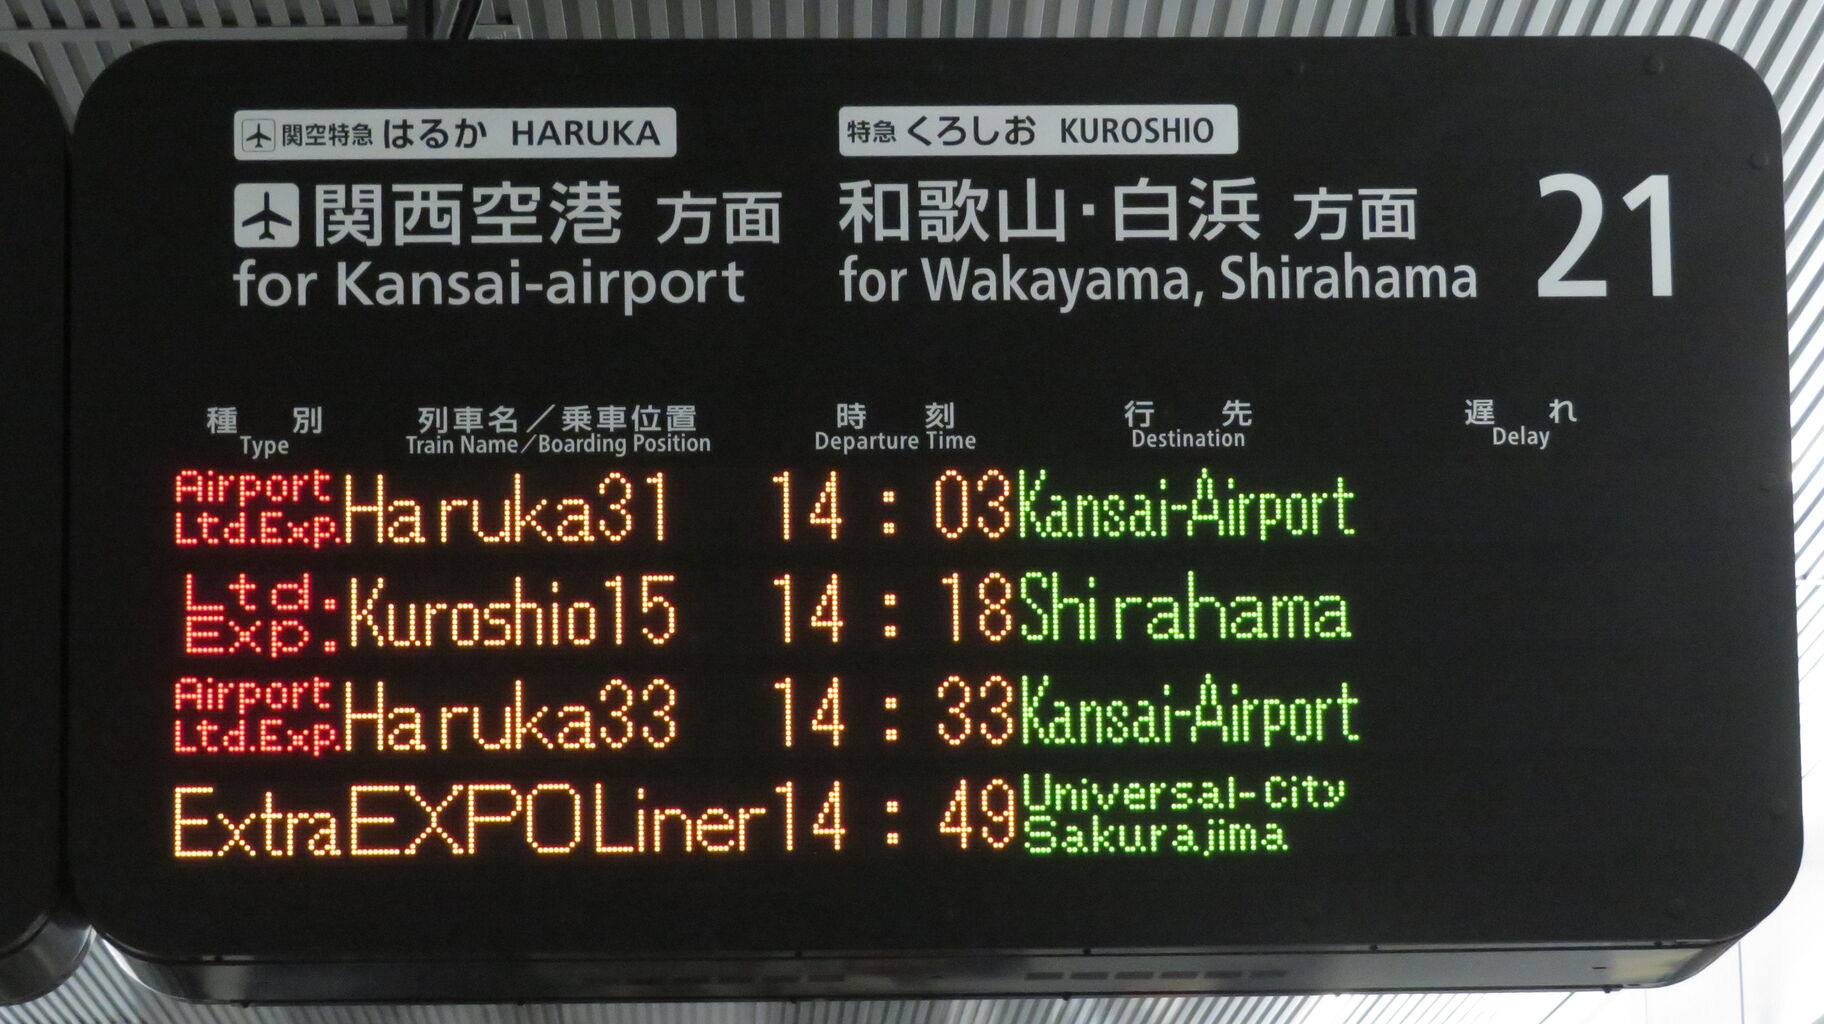 関空特急 はるか HARUKA
関西空港 方面
for Kansai-airport
特急 くろしお KUROSHIO
和歌山・白浜 方面
for Wakayama, Shirahama
21
種別 列車名／乗車位置 時刻 行先 遅れ
Type Train Name／Boarding Position Departure Time Destination Delay
Airport Ltd.Exp. Haruka31 14:03 Kansai-Airport
Ltd. Exp. Kuroshio15 14:18 Shirahama
Airport Ltd.Exp. Haruka33 14:33 Kansai-Airport
Extra EXPO Liner 14:49 Universal-City Sakurajima